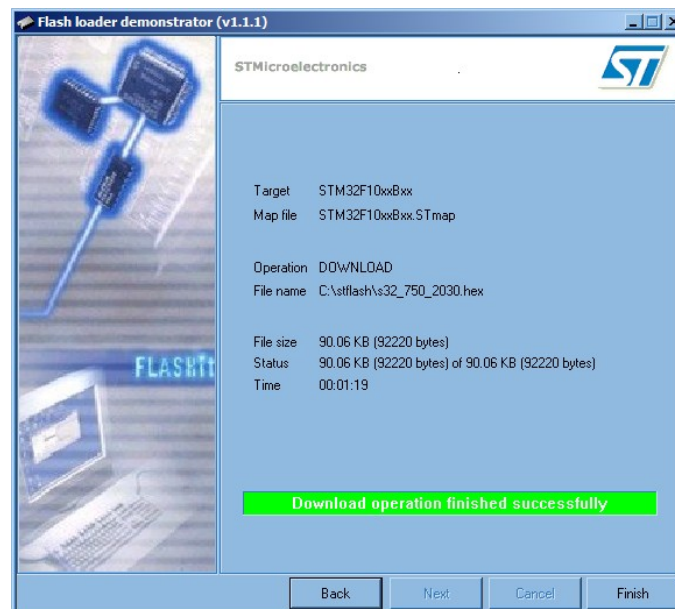 Flash loader demonstrator (v1.1.1)
STMicroelectronics
ST
Target STM32F10xxBxx
Map file STM32F10xxBxx.STmap
Operation DOWNLOAD
File name C:\stflash\s32_750_2030.hex
File size 90.06 KB (92220 bytes)
Status 90.06 KB (92220 bytes) of 90.06 KB (92220 bytes)
Time 00:01:19
FLASHIt
Download operation finished successfully
Back Next Cancel Finish